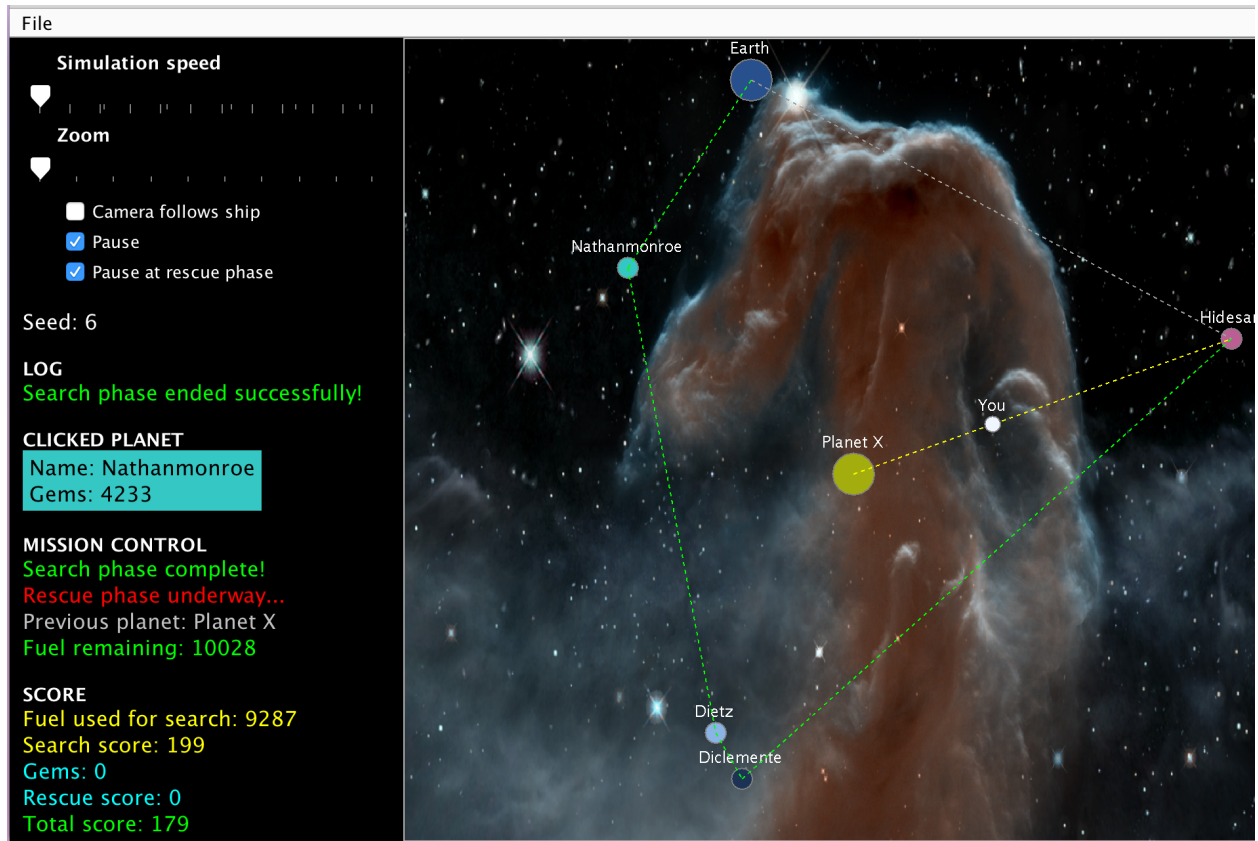 File
Simulation speed
Zoom
Camera follows ship
Pause
Pause at rescue phase
Seed: 6
LOG
Search phase ended successfully!
CLICKED PLANET
Name: Nathanmonroe
Gems: 4233
MISSION CONTROL
Search phase complete!
Rescue phase underway...
Previous planet: Planet X
Fuel remaining: 10028
SCORE
Fuel used for search: 9287
Search score: 199
Gems: 0
Rescue score: 0
Total score: 179
Earth
Nathanmonroe
Hidesa
You
Planet X
Dietz
Diclemente